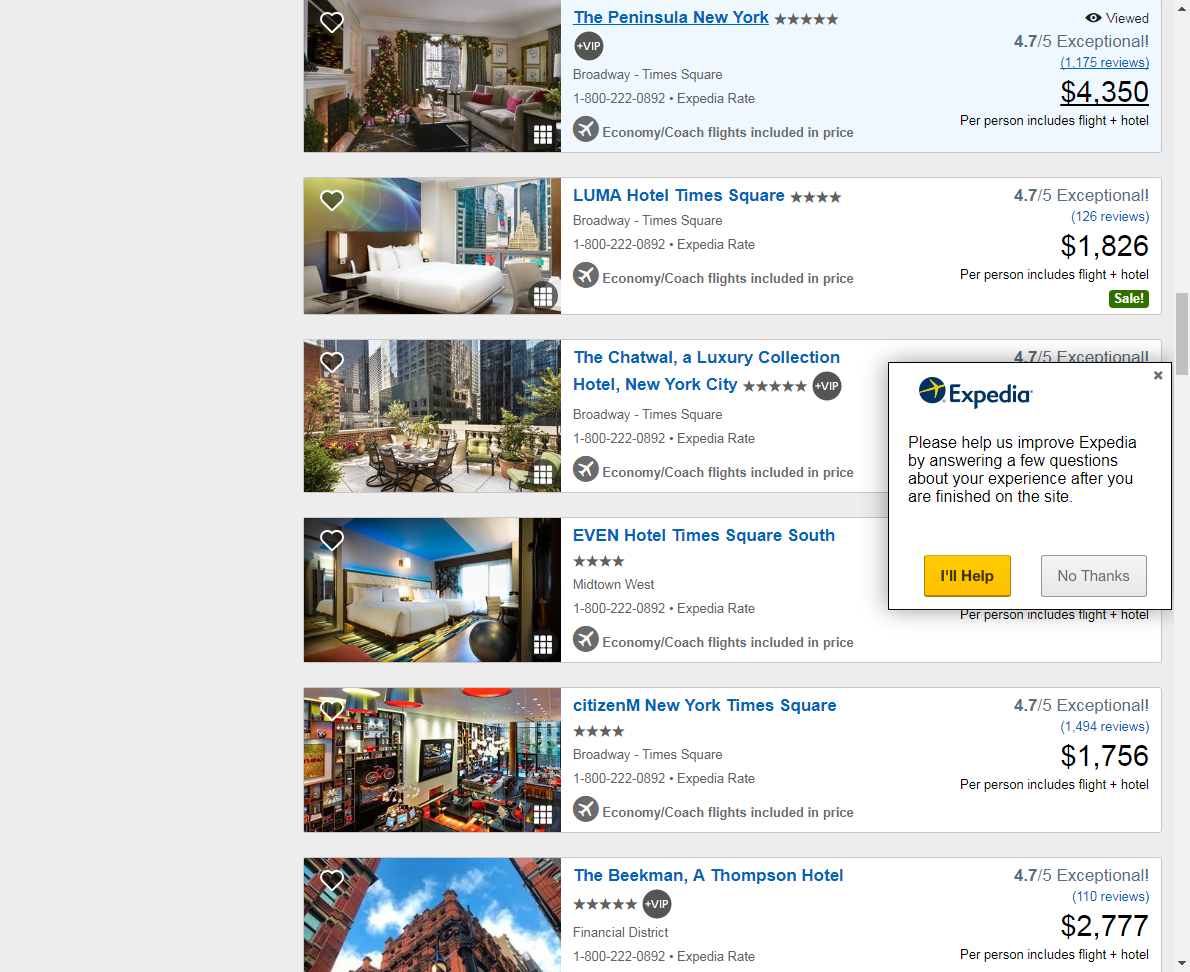 The Peninsula New York
Viewed
+VIP
4.7/5 Exceptional!
(1,175 reviews)
Broadway - Times Square
$4,350
1-800-222-0892 • Expedia Rate
Per person includes flight + hotel
Economy/Coach flights included in price
LUMA Hotel Times Square
4.7/5 Exceptional!
Broadway - Times Square
(126 reviews)
1-800-222-0892 • Expedia Rate
$1,826
Economy/Coach flights included in price
Per person includes flight + hotel
Sale!
The Chatwal, a Luxury Collection
Hotel, New York City
+VIP
4.7/5 Exceptional!
Broadway - Times Square
1-800-222-0892 • Expedia Rate
Economy/Coach flights included in price
Expedia
Please help us improve Expedia
by answering a few questions
about your experience after you
are finished on the site.
I'll Help
No Thanks
EVEN Hotel Times Square South
Midtown West
1-800-222-0892 • Expedia Rate
Per person includes flight + hotel
Economy/Coach flights included in price
citizenM New York Times Square
4.7/5 Exceptional!
(1,494 reviews)
Broadway - Times Square
$1,756
1-800-222-0892 • Expedia Rate
Per person includes flight + hotel
Economy/Coach flights included in price
The Beekman, A Thompson Hotel
4.7/5 Exceptional!
+VIP
(110 reviews)
Financial District
$2,777
1-800-222-0892 • Expedia Rate
Per person includes flight + hotel